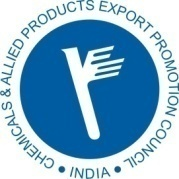 CHEMICALS & ALLIED PRODUCTS EXPORT PROMOTION COUNCIL
• INDIA •